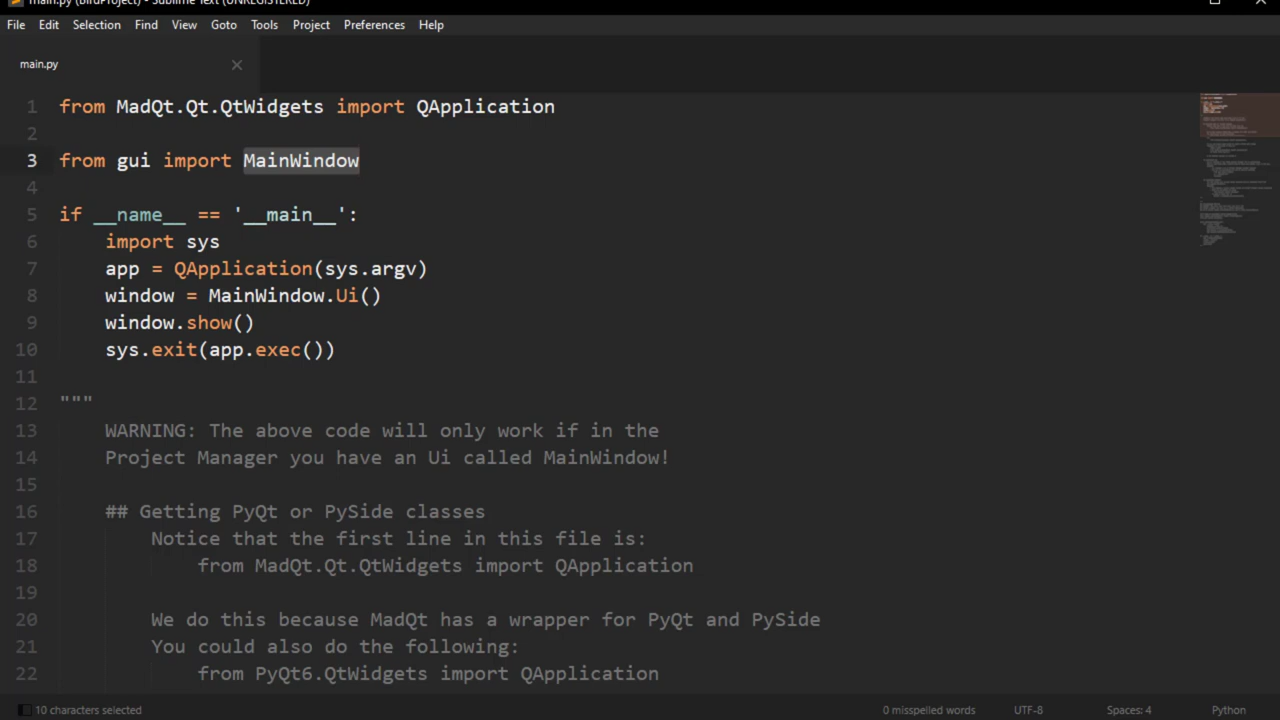 main.py (BirdProject) - Sublime Text (UNREGISTERED)
File Edit Selection Find View Goto Tools Project Preferences Help
main.py
1 from MadQt.Qt.QtWidgets import QApplication
2
3 from gui import MainWindow
4
5 if __name__ == '__main__':
6 import sys
7 app = QApplication(sys.argv)
8 window = MainWindow.Ui()
9 window.show()
10 sys.exit(app.exec())
11
12 """
13 WARNING: The above code will only work if in the
14 Project Manager you have an Ui called MainWindow!
15
16 ## Getting PyQt or PySide classes
17 Notice that the first line in this file is:
18 from MadQt.Qt.QtWidgets import QApplication
19
20 We do this because MadQt has a wrapper for PyQt and PySide
21 You could also do the following:
22 from PyQt6.QtWidgets import QApplication
10 characters selected 0 misspelled words UTF-8 Spaces: 4 Python